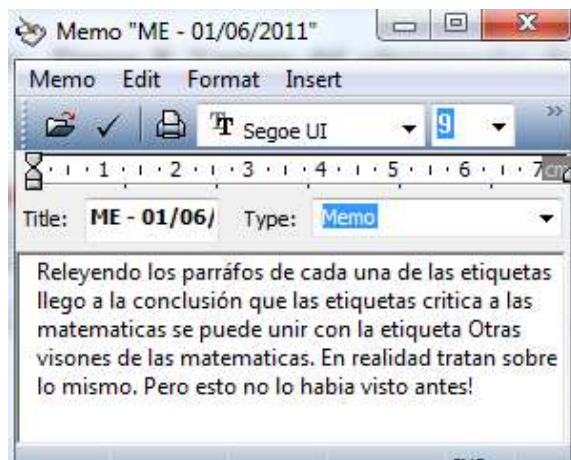 Memo "ME - 01/06/2011"
Memo Edit Format Insert
Segoe UI 9
1 2 3 4 5 6 7 cm
Title: ME - 01/06/ Type: Memo
Releyendo los parráfos de cada una de las etiquetas
llego a la conclusión que las etiquetas critica a las
matematicas se puede unir con la etiqueta Otras
visones de las matematicas. En realidad tratan sobre
lo mismo. Pero esto no lo habia visto antes!